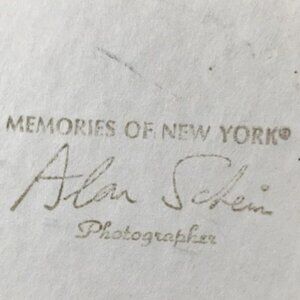 MEMORIES OF NEW YORK®
Alan Schein
Photographer